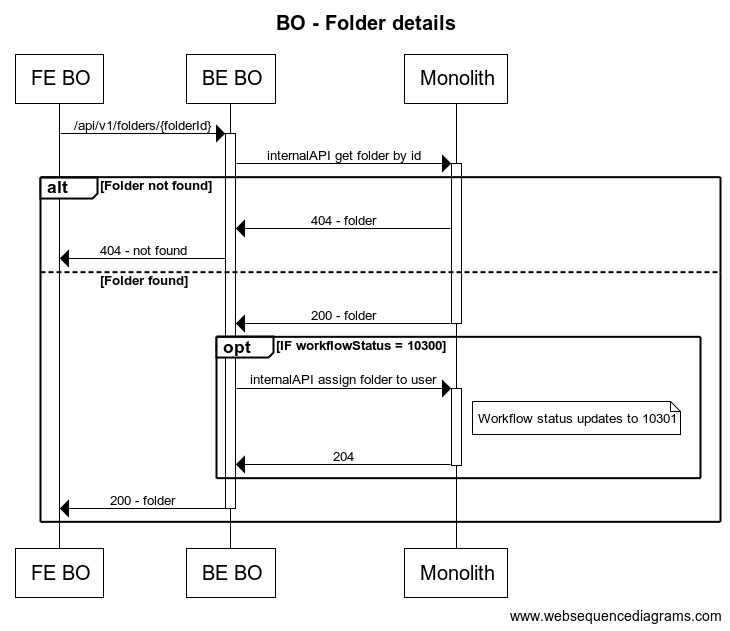 BO - Folder details
FE BO
BE BO
Monolith
/api/v1/folders/{folderId}
internalAPI get folder by id
alt
[Folder not found]
404 - folder
404 - not found
[Folder found]
200 - folder
opt
[IF workflowStatus = 10300]
internalAPI assign folder to user
Workflow status updates to 10301
204
200 - folder
FE BO
BE BO
Monolith
www.websequencediagrams.com